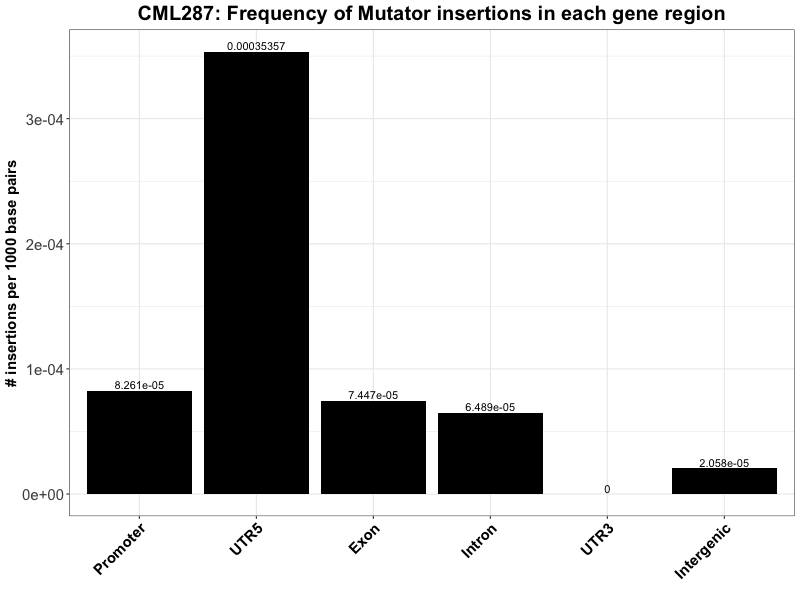 CML287: Frequency of Mutator insertions in each gene region
# insertions per 1000 base pairs
3e-04
2e-04
1e-04
0e+00
8.261e-05
0.00035357
7.447e-05
6.489e-05
0
2.058e-05
Promoter
UTR5
Exon
Intron
UTR3
Intergenic